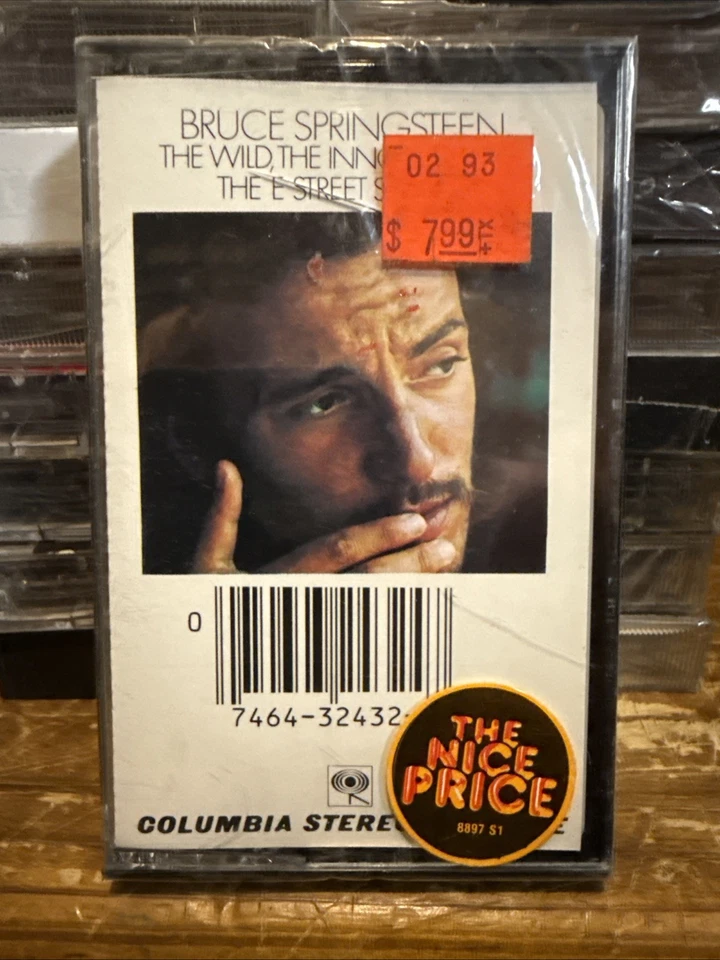 BRUCE SPRINGSTEEN
THE WILD, THE INNO
THE E STREET S
02 93
$ 7.99
0
7464-32432-
THE
NICE
PRICE
8897 S1
COLUMBIA STERE
E